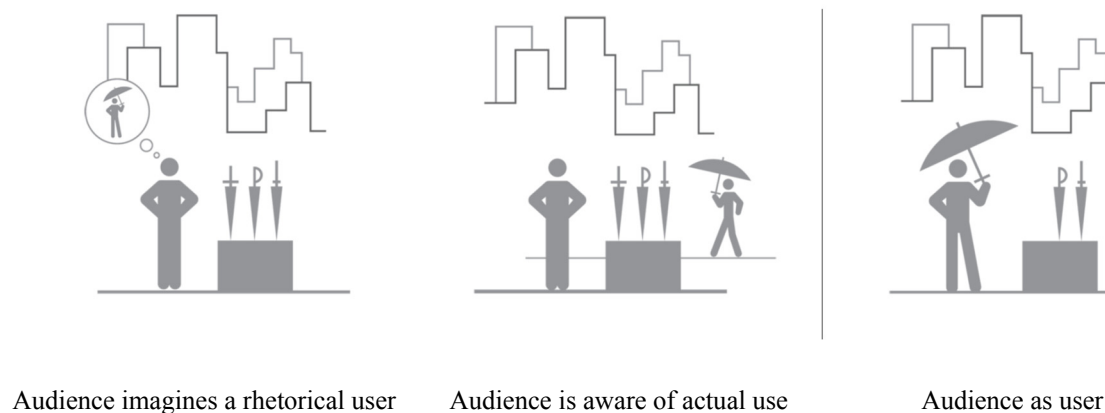 Audience imagines a rhetorical user
Audience is aware of actual use
Audience as user